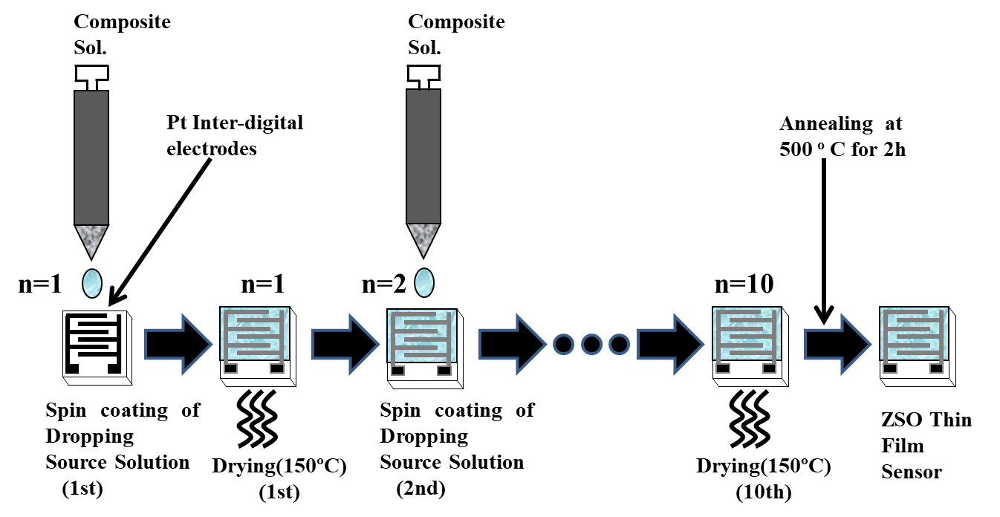 Composite
Sol.
Composite
Sol.
Pt Inter-digital
electrodes
Annealing at
500 º C for 2h
n=1
n=1
n=2
n=10
Spin coating of
Dropping
Source Solution
(1st)
Drying(150ºC)
(1st)
Spin coating of
Dropping
Source Solution
(2nd)
Drying(150ºC)
(10th)
ZSO Thin
Film
Sensor